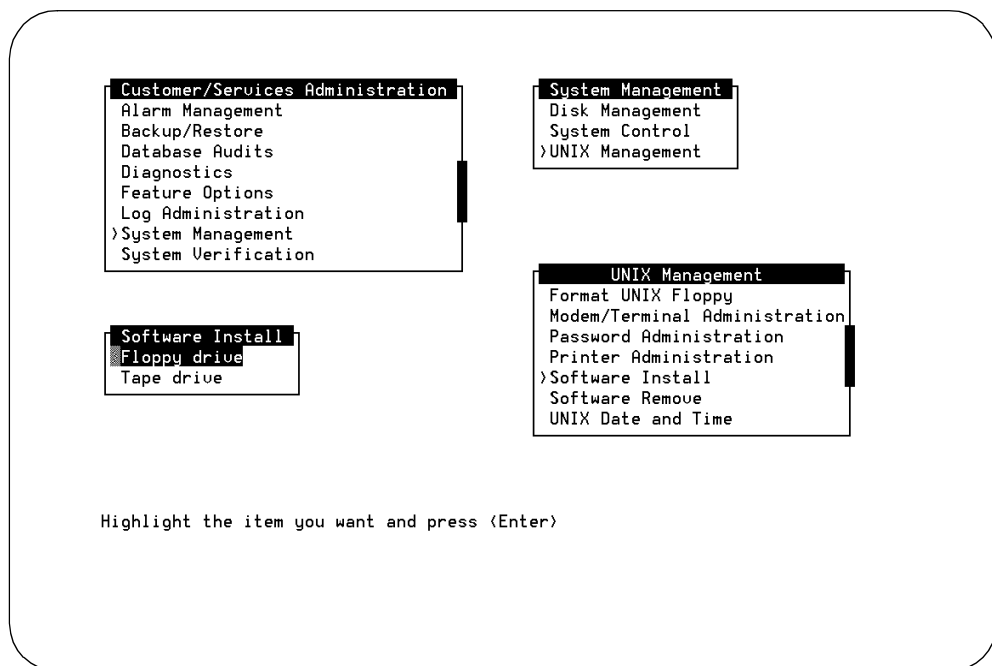 Customer/Services Administration
Alarm Management
Backup/Restore
Database Audits
Diagnostics
Feature Options
Log Administration
>System Management
System Verification
System Management
Disk Management
System Control
>UNIX Management
UNIX Management
Format UNIX Floppy
Modem/Terminal Administration
Password Administration
Printer Administration
>Software Install
Software Remove
UNIX Date and Time
Software Install
Floppy drive
Tape drive
Highlight the item you want and press <Enter>